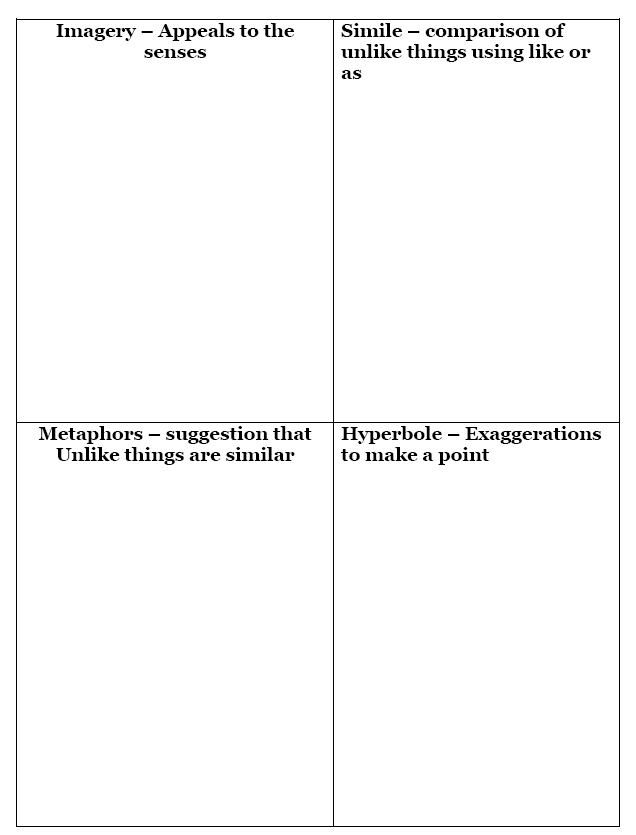 Imagery – Appeals to the
senses
Simile – comparison of
unlike things using like or
as
Metaphors – suggestion that
Unlike things are similar
Hyperbole – Exaggerations
to make a point